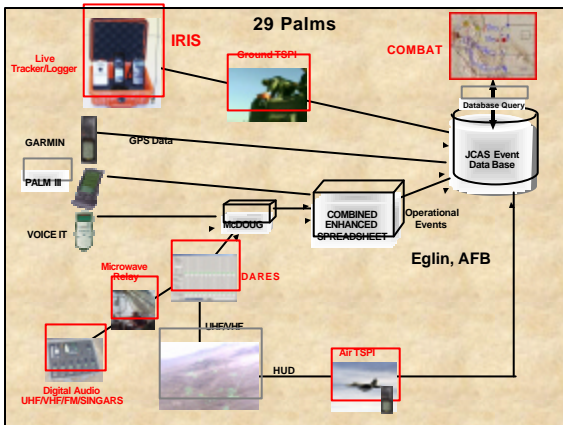 29 Palms
IRIS
Live
Tracker/Logger
Ground TSPI
COMBAT
Database Query
JCAS Event
Data Base
GARMIN
GPS Data
PALM III
VOICE IT
McDOUG
COMBINED
ENHANCED
SPREADSHEET
Operational
Events
Eglin, AFB
Microwave
Relay
DARES
UHF/VHF
HUD
Air TSPI
Digital Audio
UHF/VHF/FM/SINGARS